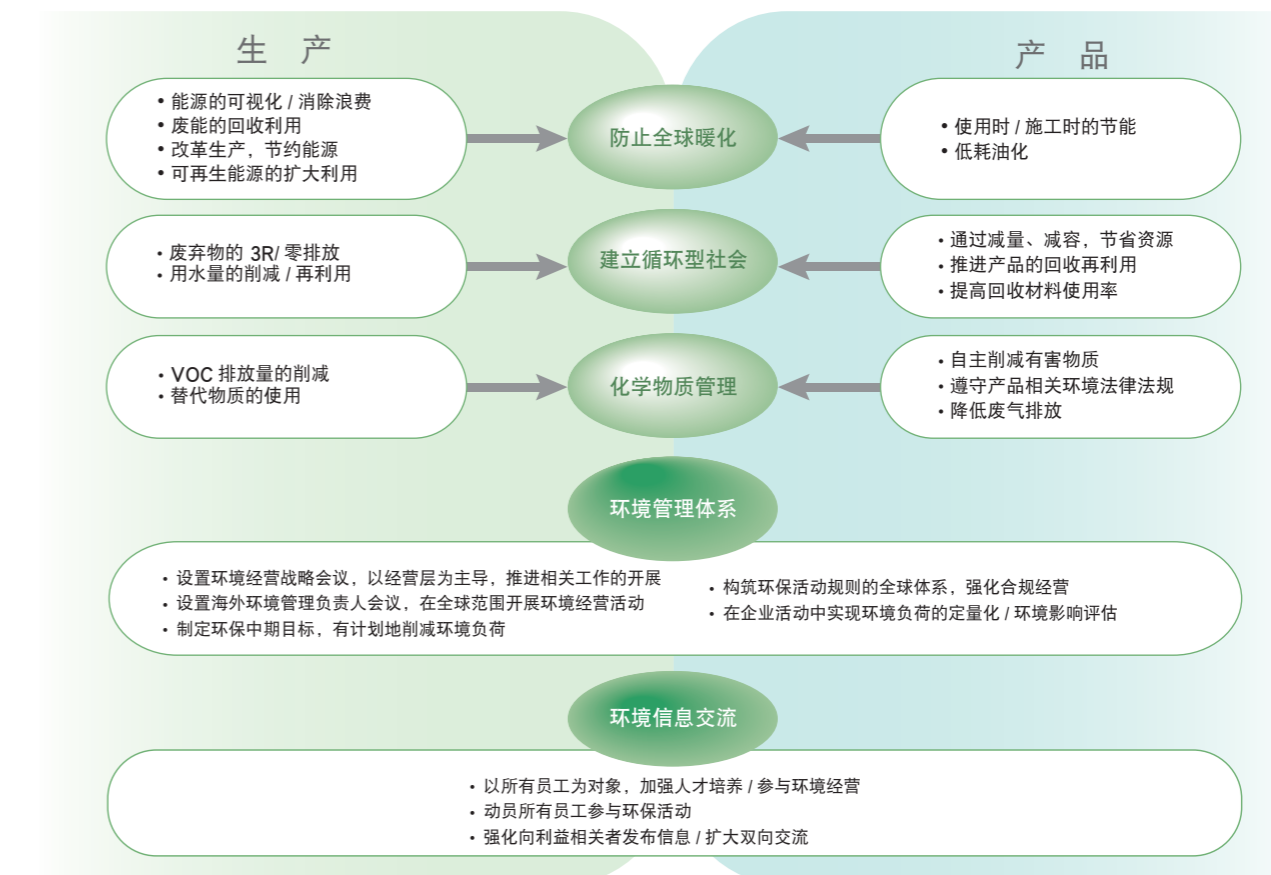 生 产
产 品
• 能源的可视化 / 消除浪费
• 废能的回收利用
• 改革生产，节约能源
• 可再生能源的扩大利用
防止全球暖化
• 使用时 / 施工时的节能
• 低耗油化
• 废弃物的 3R/ 零排放
• 用水量的削减 / 再利用
建立循环型社会
• 通过减量、减容，节省资源
• 推进产品的回收再利用
• 提高回收材料使用率
• VOC 排放量的削减
• 替代物质的使用
化学物质管理
• 自主削减有害物质
• 遵守产品相关环境法律法规
• 降低废气排放
环境管理体系
• 设置环境经营战略会议，以经营层为主导，推进相关工作的开展
• 设置海外环境管理负责人会议，在全球范围开展环境经营活动
• 制定环保中期目标，有计划地削减环境负荷
• 构筑环保活动规则的全球体系，强化合规经营
• 在企业活动中实现环境负荷的定量化 / 环境影响评估
环境信息交流
• 以所有员工为对象，加强人才培养 / 参与环境经营
• 动员所有员工参与环保活动
• 强化向利益相关者发布信息 / 扩大双向交流